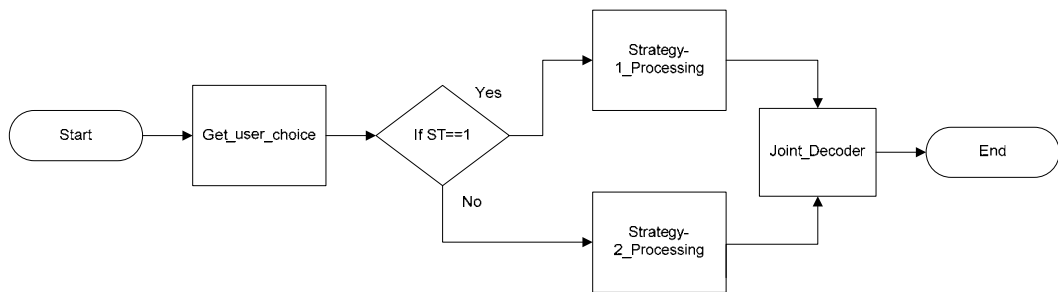 Start
Get_user_choice
If ST==1
Yes
No
Strategy-
1_Processing
Strategy-
2_Processing
Joint_Decoder
End